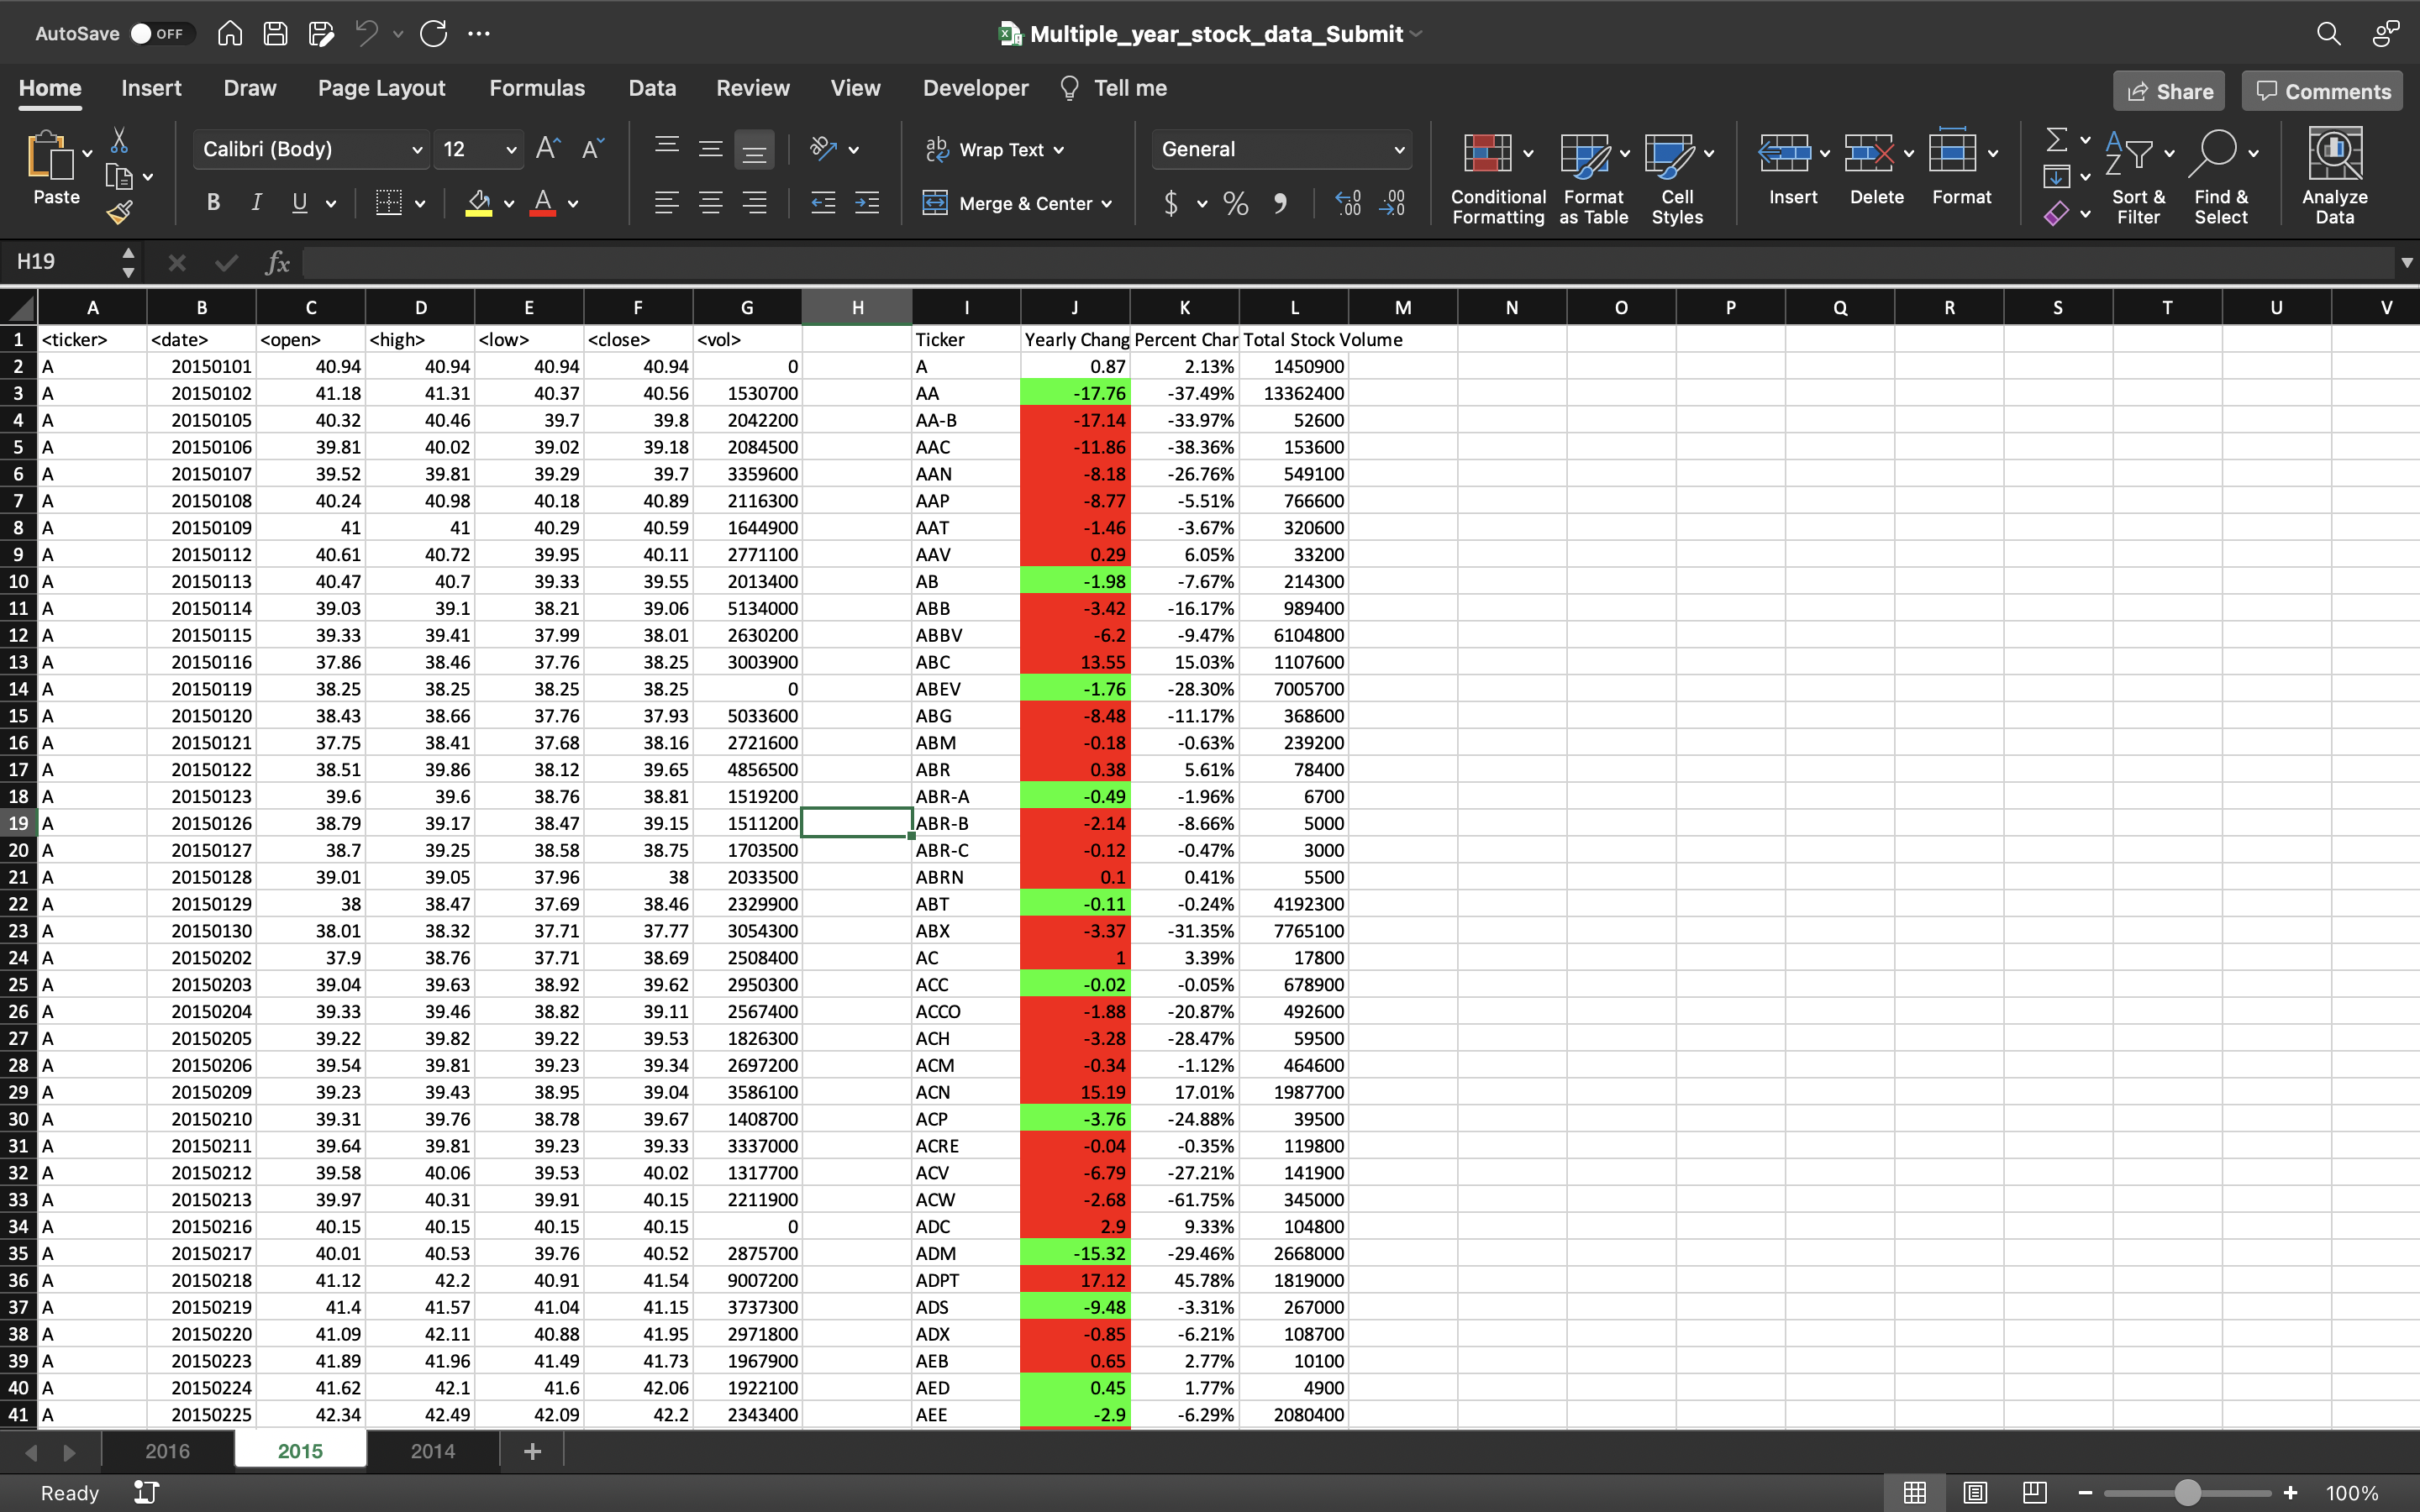 AutoSave OFF Multiple_year_stock_data_Submit
Home Insert Draw Page Layout Formulas Data Review View Developer Tell me Share Comments
Paste Calibri (Body) 12 Wrap Text General Conditional Formatting Format as Table Cell Styles Insert Delete Format Sort & Filter Find & Select Analyze Data
B I U Merge & Center $ % 9
H19 fx
A B C D E F G H I J K L M N O P Q R S T U V
1 <ticker> <date> <open> <high> <low> <close> <vol> Ticker Yearly Chang Percent Char Total Stock Volume
2 A 20150101 40.94 40.94 40.94 40.94 0 A 0.87 2.13% 1450900
3 A 20150102 41.18 41.31 40.37 40.56 1530700 AA -17.76 -37.49% 13362400
4 A 20150105 40.32 40.46 39.7 39.8 2042200 AA-B -17.14 -33.97% 52600
5 A 20150106 39.81 40.02 39.02 39.18 2084500 AAC -11.86 -38.36% 153600
6 A 20150107 39.52 39.81 39.29 39.7 3359600 AAN -8.18 -26.76% 549100
7 A 20150108 40.24 40.98 40.18 40.89 2116300 AAP -8.77 -5.51% 766600
8 A 20150109 41 41 40.29 40.59 1644900 AAT -1.46 -3.67% 320600
9 A 20150112 40.61 40.72 39.95 40.11 2771100 AAV 0.29 6.05% 33200
10 A 20150113 40.47 40.7 39.33 39.55 2013400 AB -1.98 -7.67% 214300
11 A 20150114 39.03 39.1 38.21 39.06 5134000 ABB -3.42 -16.17% 989400
12 A 20150115 39.33 39.41 37.99 38.01 2630200 ABBV -6.2 -9.47% 6104800
13 A 20150116 37.86 38.46 37.76 38.25 3003900 ABC 13.55 15.03% 1107600
14 A 20150119 38.25 38.25 38.25 38.25 0 ABEV -1.76 -28.30% 7005700
15 A 20150120 38.43 38.66 37.76 37.93 5033600 ABG -8.48 -11.17% 368600
16 A 20150121 37.75 38.41 37.68 38.16 2721600 ABM -0.18 -0.63% 239200
17 A 20150122 38.51 39.86 38.12 39.65 4856500 ABR 0.38 5.61% 78400
18 A 20150123 39.6 39.6 38.76 38.81 1519200 ABR-A -0.49 -1.96% 6700
19 A 20150126 38.79 39.17 38.47 39.15 1511200 ABR-B -2.14 -8.66% 5000
20 A 20150127 38.7 39.25 38.58 38.75 1703500 ABR-C -0.12 -0.47% 3000
21 A 20150128 39.01 39.05 37.96 38 2033500 ABRN 0.1 0.41% 5500
22 A 20150129 38 38.47 37.69 38.46 2329900 ABT -0.11 -0.24% 4192300
23 A 20150130 38.01 38.32 37.71 37.77 3054300 ABX -3.37 -31.35% 7765100
24 A 20150202 37.9 38.76 37.71 38.69 2508400 AC 1 3.39% 17800
25 A 20150203 39.04 39.63 38.92 39.62 2950300 ACC -0.02 -0.05% 678900
26 A 20150204 39.33 39.46 38.82 39.11 2567400 ACCO -1.88 -20.87% 492600
27 A 20150205 39.22 39.82 39.22 39.53 1826300 ACH -3.28 -28.47% 59500
28 A 20150206 39.54 39.81 39.23 39.34 2697200 ACM -0.34 -1.12% 464600
29 A 20150209 39.23 39.43 38.95 39.04 3586100 ACN 15.19 17.01% 1987700
30 A 20150210 39.31 39.76 38.78 39.67 1408700 ACP -3.76 -24.88% 39500
31 A 20150211 39.64 39.81 39.23 39.33 3337000 ACRE -0.04 -0.35% 119800
32 A 20150212 39.58 40.06 39.53 40.02 1317700 ACV -6.79 -27.21% 141900
33 A 20150213 39.97 40.31 39.91 40.15 2211900 ACW -2.68 -61.75% 345000
34 A 20150216 40.15 40.15 40.15 40.15 0 ADC 2.9 9.33% 104800
35 A 20150217 40.01 40.53 39.76 40.52 2875700 ADM -15.32 -29.46% 2668000
36 A 20150218 41.12 42.2 40.91 41.54 9007200 ADPT 17.12 45.78% 1819000
37 A 20150219 41.4 41.57 41.04 41.15 3737300 ADS -9.48 -3.31% 267000
38 A 20150220 41.09 42.11 40.88 41.95 2971800 ADX -0.85 -6.21% 108700
39 A 20150223 41.89 41.96 41.49 41.73 1967900 AEB 0.65 2.77% 10100
40 A 20150224 41.62 42.1 41.6 42.06 1922100 AED 0.45 1.77% 4900
41 A 20150225 42.34 42.49 42.09 42.2 2343400 AEE -2.9 -6.29% 2080400
2016 2015 2014 +
Ready 100%